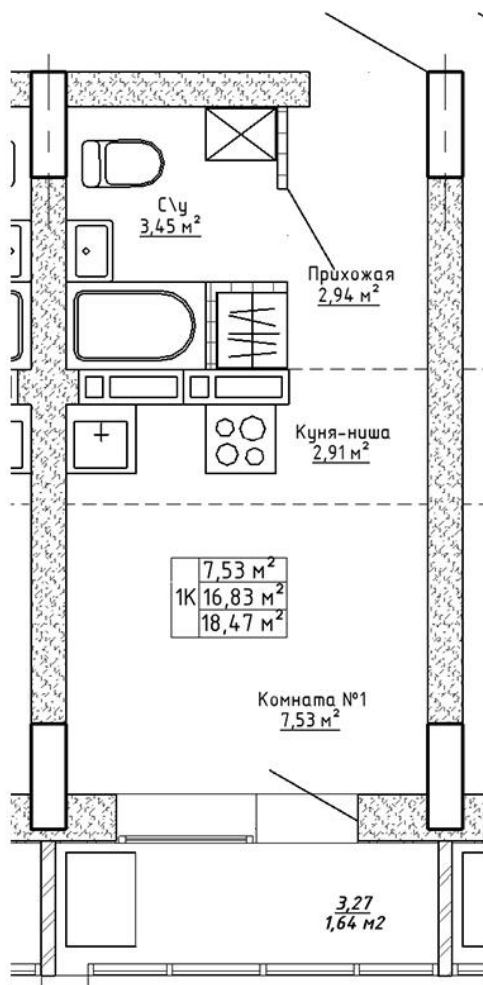 С\у
3,45 м²
Прихожая
2,94 м²
Куня-ниша
2,91 м²
1К
7,53 м²
16,83 м²
18,47 м²
Комната №1
7,53 м²
3,27
1,64 м2